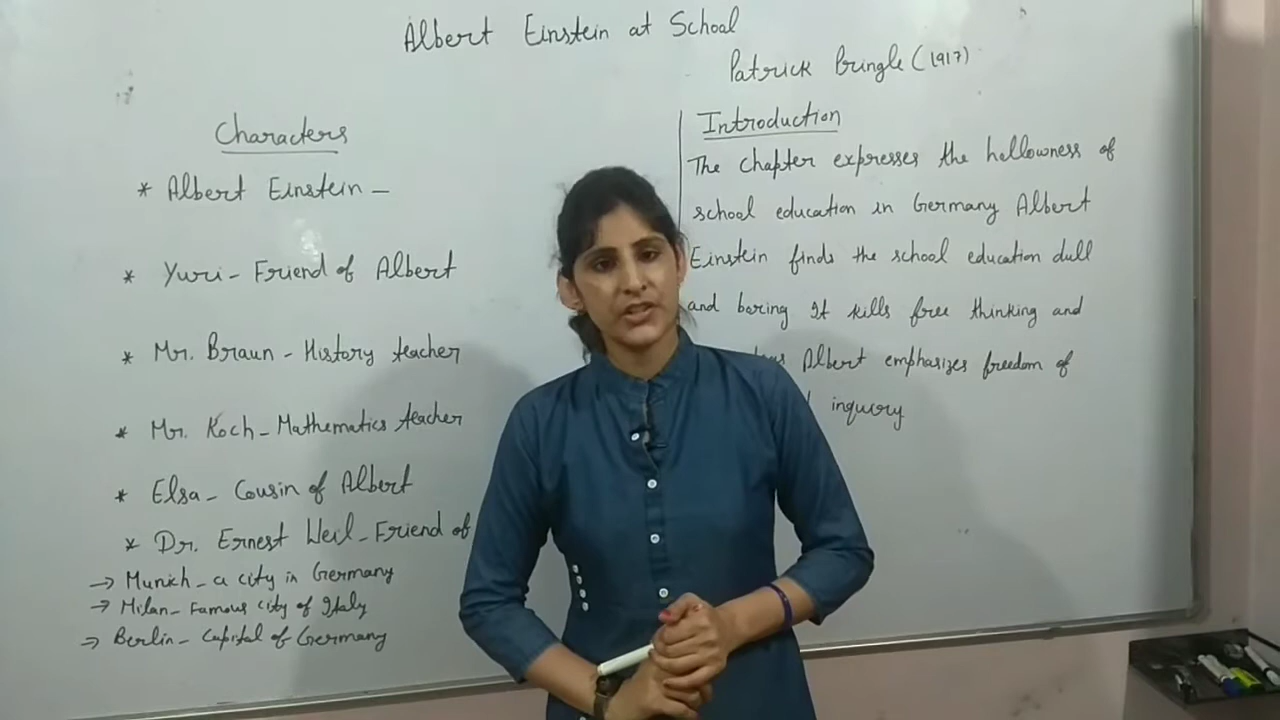 Albert Einstein at School
Patrick Pringle (1917)
Characters
* Albert Einstein -
* Yuri - Friend of Albert
* Mr. Braun - History teacher
* Mr. Koch - Mathematics teacher
* Elsa - Cousin of Albert
* Dr. Ernest Weil - Friend of
→ Munich - a city in Germany
→ Milan - Famous city of Italy
→ Berlin - Capital of Germany
Introduction
The chapter expresses the hollowness of
school education in Germany Albert
Einstein finds the school education dull
and boring It kills free thinking and
Albert emphasizes freedom of
inquiry